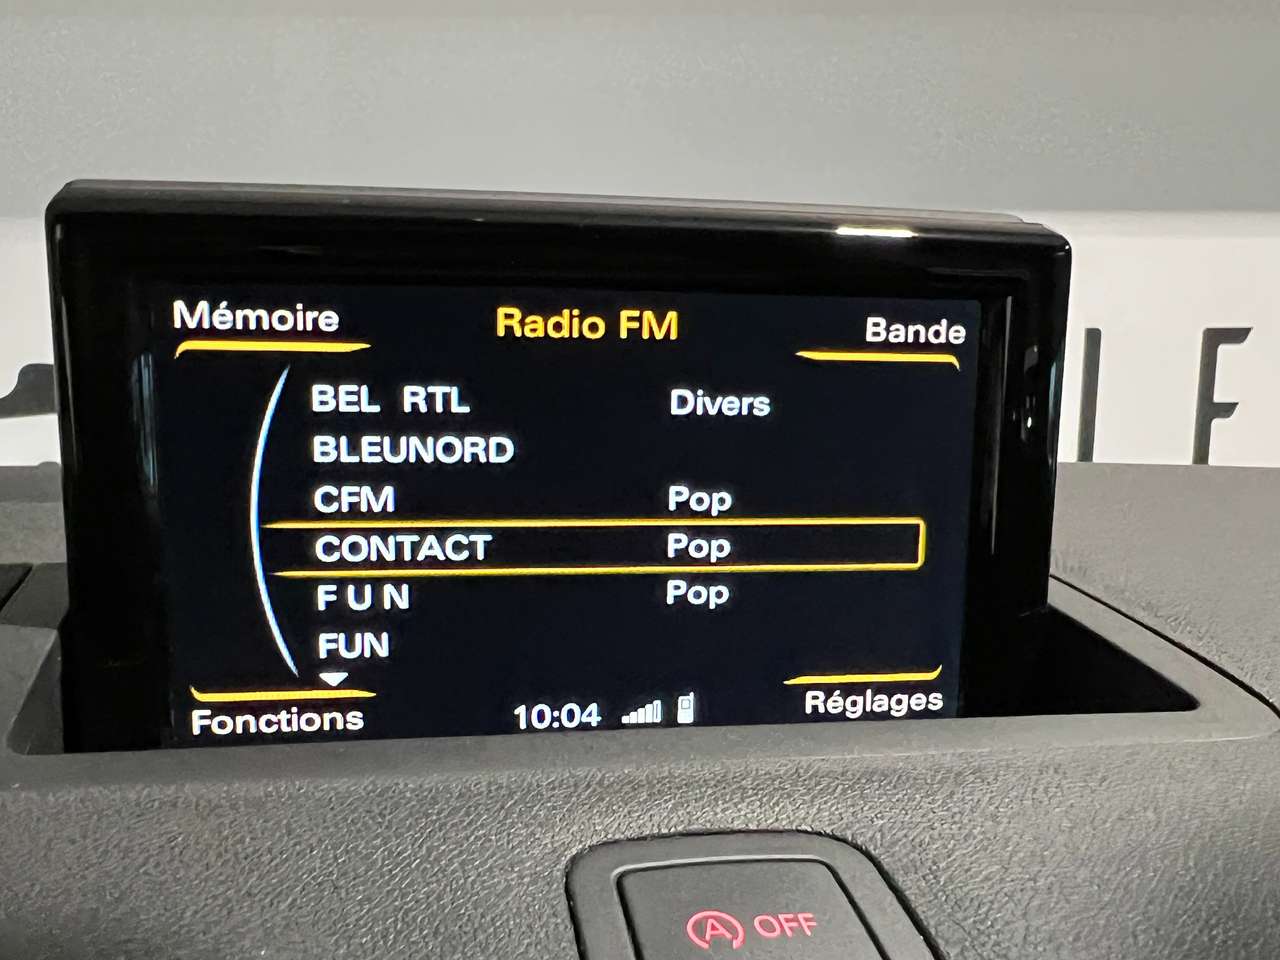 Mémoire Radio FM Bande
BEL RTL Divers
BLEUNORD
CFM Pop
CONTACT Pop
F U N Pop
FUN
Fonctions 10:04 Réglages
A OFF